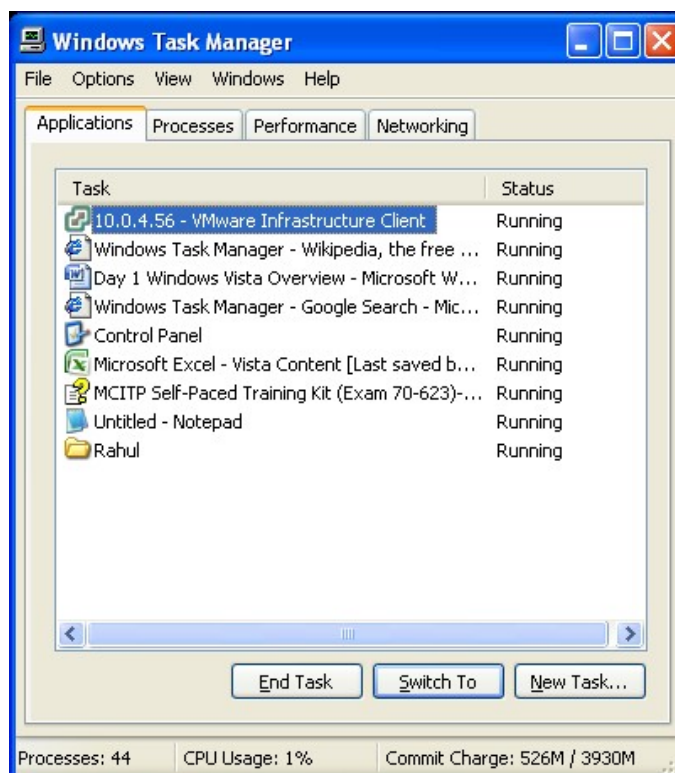 Windows Task Manager
File Options View Windows Help
Applications Processes Performance Networking
Task Status
10.0.4.56 - VMware Infrastructure Client Running
Windows Task Manager - Wikipedia, the free ... Running
Day 1 Windows Vista Overview - Microsoft W... Running
Windows Task Manager - Google Search - Mic... Running
Control Panel Running
Microsoft Excel - Vista Content [Last saved b... Running
MCITP Self-Paced Training Kit (Exam 70-623)-... Running
Untitled - Notepad Running
Rahul Running
End Task Switch To New Task...
Processes: 44 CPU Usage: 1% Commit Charge: 526M / 3930M